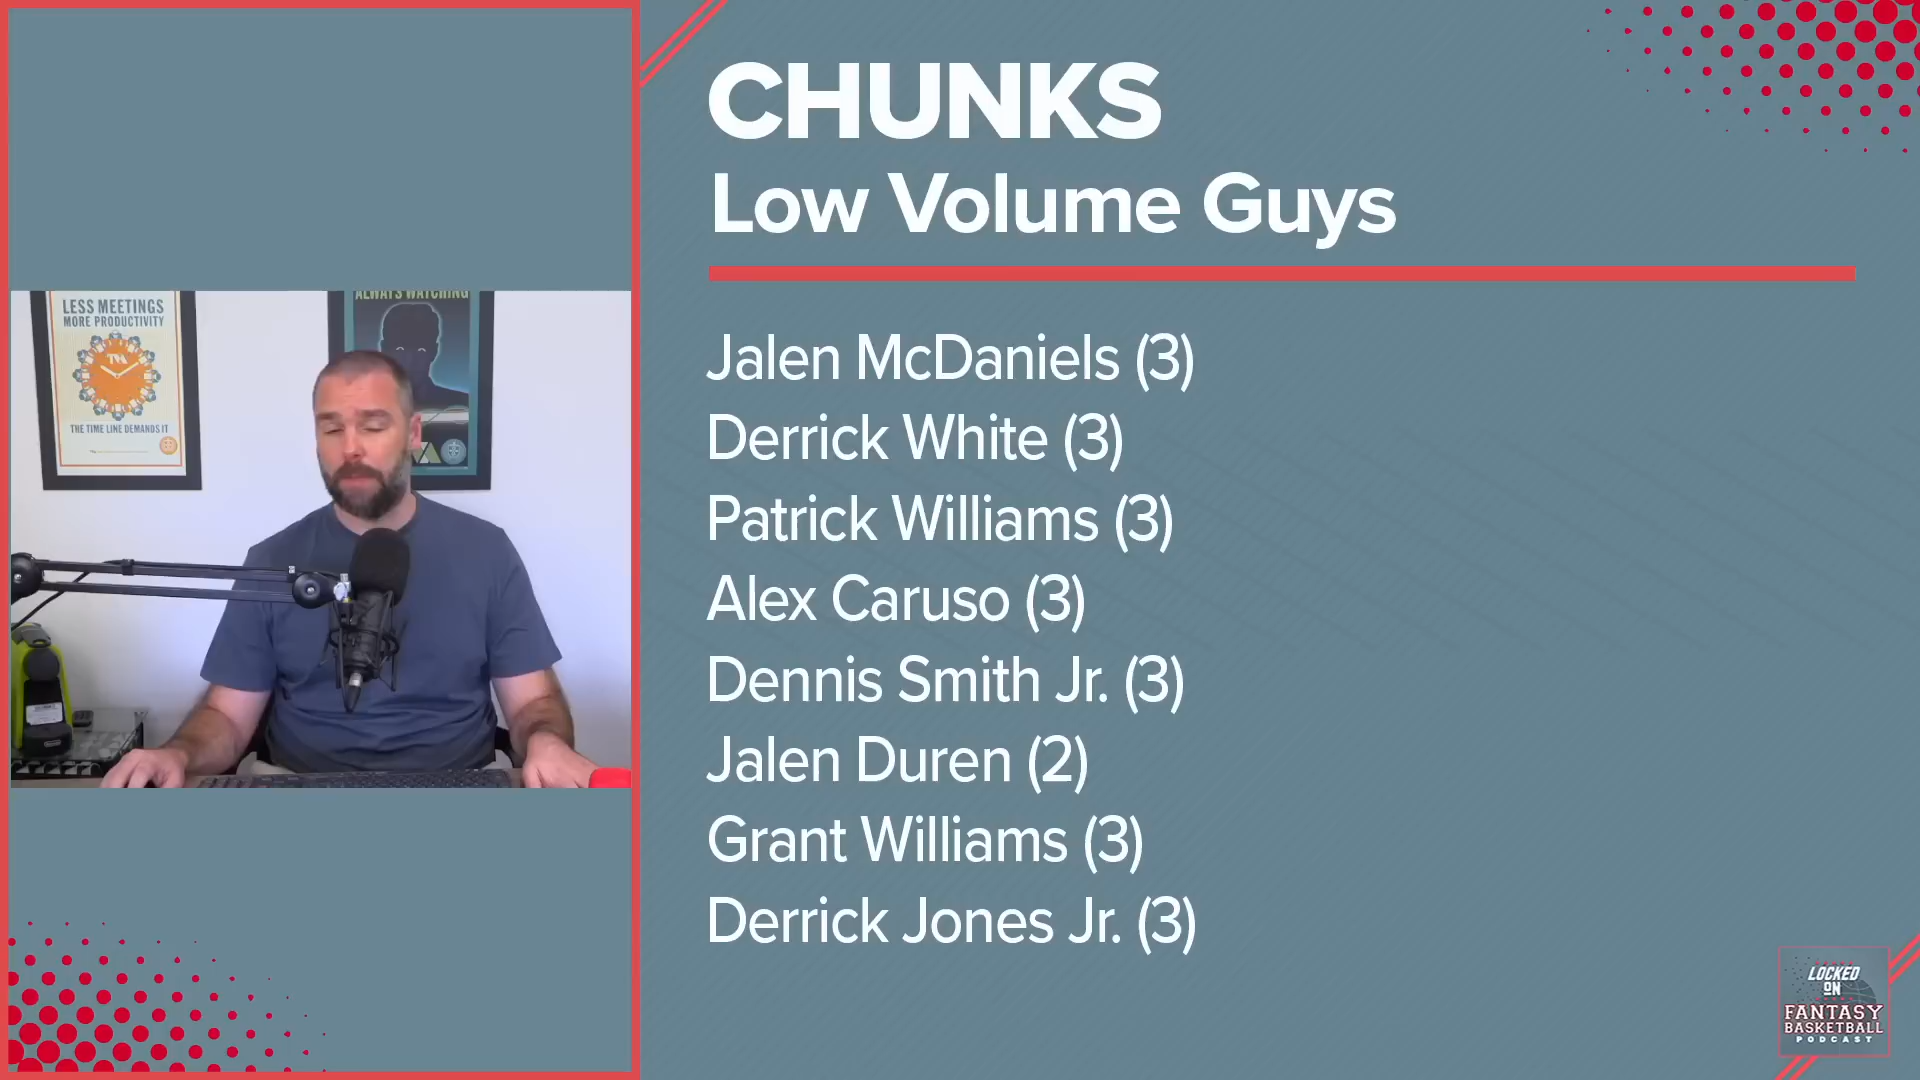 CHUNKS
Low Volume Guys
Jalen McDaniels (3)
Derrick White (3)
Patrick Williams (3)
Alex Caruso (3)
Dennis Smith Jr. (3)
Jalen Duren (2)
Grant Williams (3)
Derrick Jones Jr. (3)
LESS MEETINGS
MORE PRODUCTIVITY
TVA
THE TIME LINE DEMANDS IT
ALWAYS WATCHING
LOCKED
ON
FANTASY
BASKETBALL
PODCAST